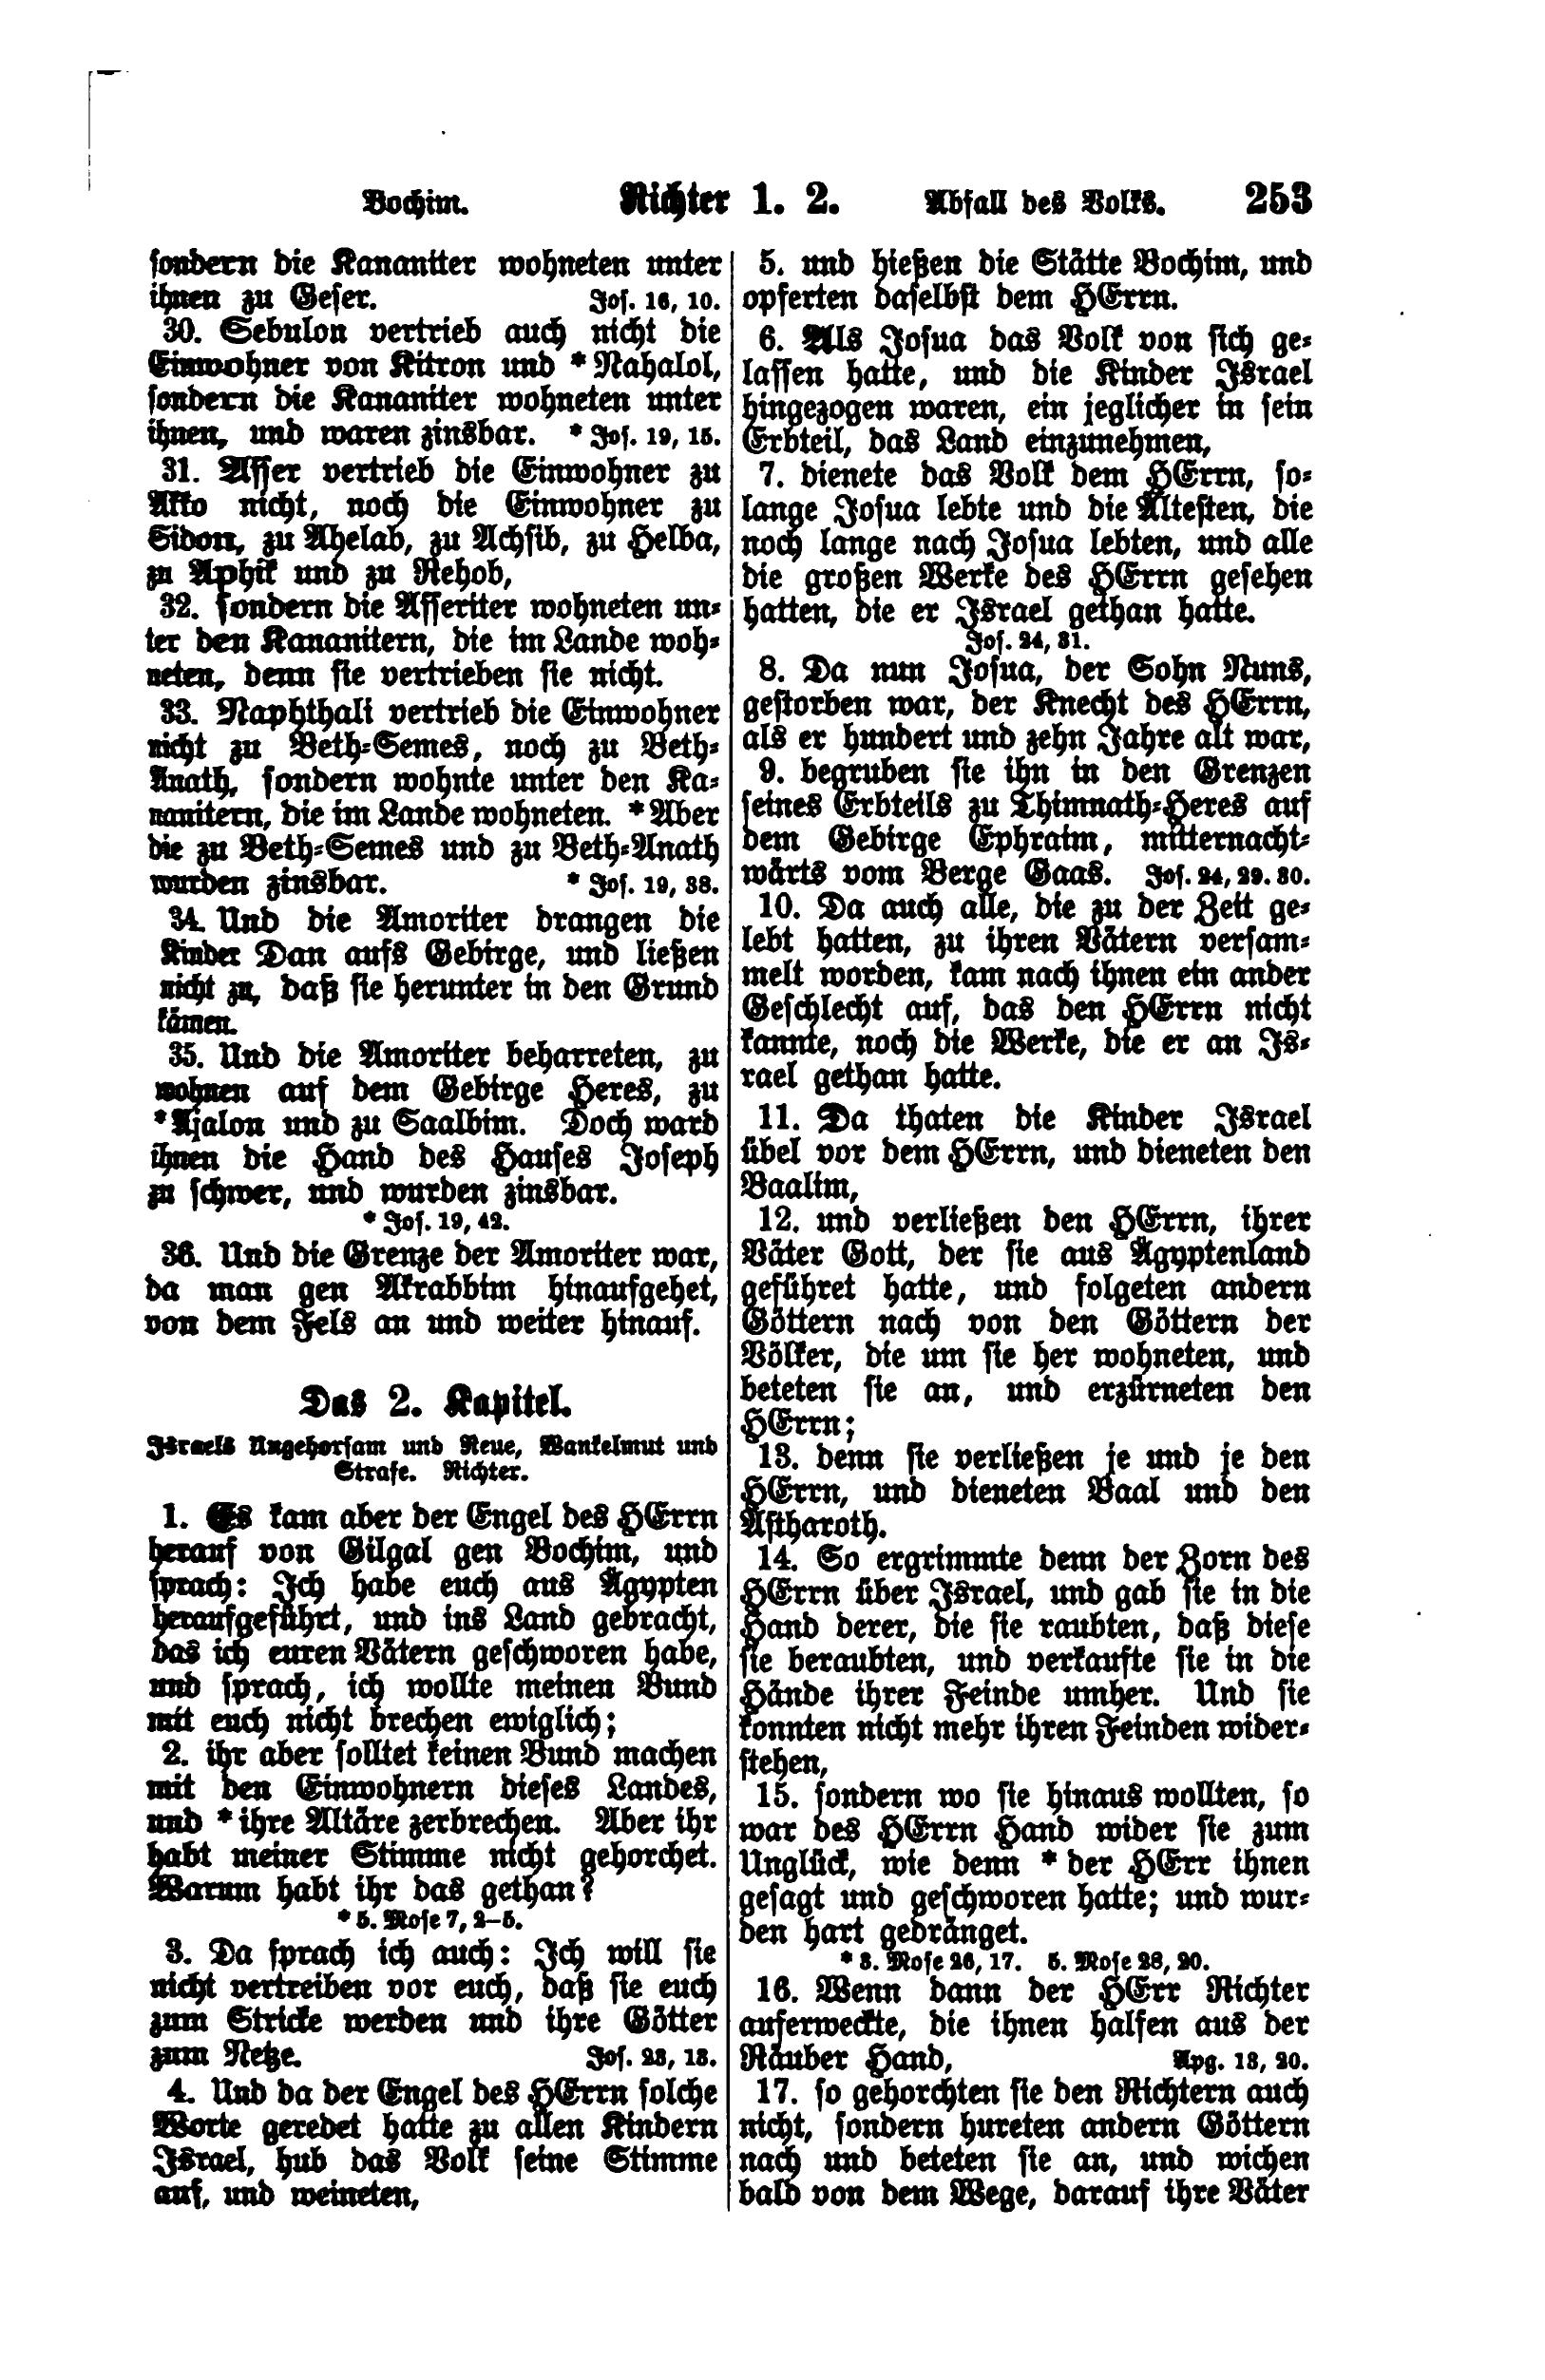 Bochim. Richter 1. 2. Abfall des Volks. 253
sondern die Kananiter wohneten unter
ihnen zu Geser. Jos. 16, 10.
30. Sebulon vertrieb auch nicht die
Einwohner von Kitron und * Nahalol,
sondern die Kananiter wohneten unter
ihnen, und waren zinsbar. * Jos. 19, 15.
31. Asser vertrieb die Einwohner zu
Akko nicht, noch die Einwohner zu
Sidon, zu Ahelab, zu Achsib, zu Helba,
zu Aphik und zu Rehob,
32. sondern die Asseriter wohneten un-
ter den Kananitern, die im Lande woh-
neten, denn sie vertrieben sie nicht.
33. Naphthali vertrieb die Einwohner
nicht zu Beth-Semes, noch zu Beth-
Anath, sondern wohnte unter den Ka-
nanitern, die im Lande wohneten. * Aber
die zu Beth-Semes und zu Beth-Anath
wurden zinsbar. * Jos. 19, 38.
34. Und die Amoriter drangen die
Kinder Dan aufs Gebirge, und ließen
nicht zu, daß sie herunter in den Grund
kämen.
35. Und die Amoriter beharreten, zu
wohnen auf dem Gebirge Heres, zu
* Ajalon und zu Saalbim. Doch ward
ihnen die Hand des Hauses Joseph
zu schwer, und wurden zinsbar.
* Jos. 19, 42.
36. Und die Grenze der Amoriter war,
da man gen Akrabbim hinaufgehet,
von dem Fels an und weiter hinauf.
Das 2. Kapitel.
Israels Ungehorsam und Reue, Wankelmut und
Strafe. Richter.
1. Es kam aber der Engel des HErrn
herauf von Gilgal gen Bochim, und
sprach: Ich habe euch aus Ägypten
heraufgeführt, und ins Land gebracht,
das ich euren Vätern geschworen habe,
und sprach, ich wollte meinen Bund
mit euch nicht brechen ewiglich;
2. ihr aber solltet keinen Bund machen
mit den Einwohnern dieses Landes,
und * ihre Altäre zerbrechen. Aber ihr
habt meiner Stimme nicht gehorchet.
Warum habt ihr das gethan?
* 5. Mose 7, 2–5.
3. Da sprach ich auch: Ich will sie
nicht vertreiben vor euch, daß sie euch
zum Stricke werden und ihre Götter
zum Netze. Jos. 23, 13.
4. Und da der Engel des HErrn solche
Worte geredet hatte zu allen Kindern
Israel, hub das Volk seine Stimme
auf, und weineten,
5. und hießen die Stätte Bochim, und
opferten daselbst dem HErrn.
6. Als Josua das Volk von sich ge-
lassen hatte, und die Kinder Israel
hingezogen waren, ein jeglicher in sein
Erbteil, das Land einzunehmen,
7. dienete das Volk dem HErrn, so-
lange Josua lebte und die Ältesten, die
noch lange nach Josua lebten, und alle
die großen Werke des HErrn gesehen
hatten, die er Israel gethan hatte.
Jos. 24, 31.
8. Da nun Josua, der Sohn Nuns,
gestorben war, der Knecht des HErrn,
als er hundert und zehn Jahre alt war,
9. begruben sie ihn in den Grenzen
seines Erbteils zu Thimnath-Heres auf
dem Gebirge Ephraim, mitternacht-
wärts vom Berge Gaas. Jos. 24, 29. 30.
10. Da auch alle, die zu der Zeit ge-
lebt hatten, zu ihren Vätern versam-
melt worden, kam nach ihnen ein ander
Geschlecht auf, das den HErrn nicht
kannte, noch die Werke, die er an Is-
rael gethan hatte.
11. Da thaten die Kinder Israel
übel vor dem HErrn, und dieneten den
Baalim,
12. und verließen den HErrn, ihrer
Väter Gott, der sie aus Ägyptenland
geführet hatte, und folgeten andern
Göttern nach von den Göttern der
Völker, die um sie her wohneten, und
beteten sie an, und erzürneten den
HErrn;
13. denn sie verließen je und je den
HErrn, und dieneten Baal und den
Astharoth.
14. So ergrimmte denn der Zorn des
HErrn über Israel, und gab sie in die
Hand derer, die sie raubten, daß diese
sie beraubten, und verkaufte sie in die
Hände ihrer Feinde umher. Und sie
konnten nicht mehr ihren Feinden wider-
stehen,
15. sondern wo sie hinaus wollten, so
war des HErrn Hand wider sie zum
Unglück, wie denn * der HErr ihnen
gesagt und geschworen hatte; und wur-
den hart gedränget.
* 3. Mose 26, 17. 5. Mose 28, 20.
16. Wenn dann der HErr Richter
auferweckte, die ihnen halfen aus der
Räuber Hand, Apg. 13, 20.
17. so gehorchten sie den Richtern auch
nicht, sondern hureten andern Göttern
nach und beteten sie an, und wichen
bald von dem Wege, darauf ihre Väter